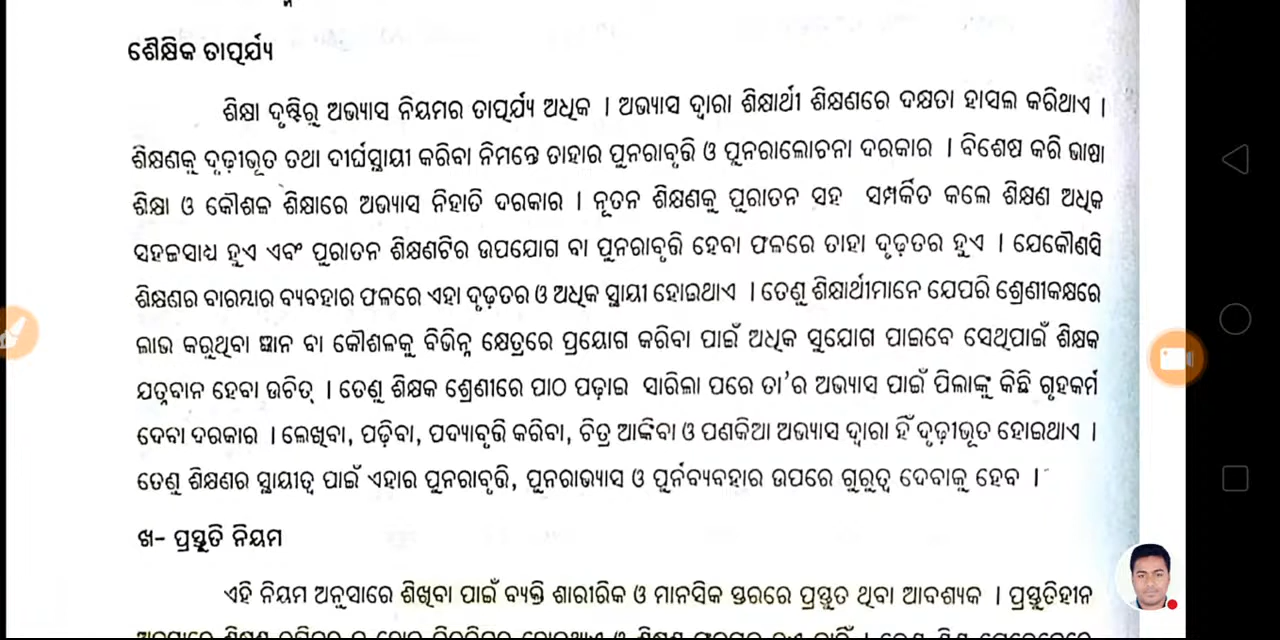 ଶୈକ୍ଷିକ ତାତ୍ପର୍ଯ୍ୟ
ଶିକ୍ଷା ଦୃଷ୍ଟିରୁ ଅଭ୍ୟାସ ନିୟମର ତାତ୍ପର୍ଯ୍ୟ ଅଧିକ । ଅଭ୍ୟାସ ଦ୍ୱାରା ଶିକ୍ଷାର୍ଥୀ ଶିକ୍ଷଣରେ ଦକ୍ଷତା ହାସଲ କରିଥାଏ ।
ଶିକ୍ଷଣକୁ ଦୃଢ଼ୀଭୂତ ତଥା ଦୀର୍ଘସ୍ଥାୟୀ କରିବା ନିମନ୍ତେ ତାହାର ପୁନରାବୃତ୍ତି ଓ ପୁନରାଲୋଚନା ଦରକାର । ବିଶେଷ କରି ଭାଷା
ଶିକ୍ଷା ଓ କୌଶଳ ଶିକ୍ଷାରେ ଅଭ୍ୟାସ ନିହାତି ଦରକାର । ନୂତନ ଶିକ୍ଷଣକୁ ପୁରାତନ ସହ ସମ୍ପର୍କିତ କଲେ ଶିକ୍ଷଣ ଅଧିକ
ସହଜସାଧ୍ୟ ହୁଏ ଏବଂ ପୁରାତନ ଶିକ୍ଷଣଟିର ଉପଯୋଗ ବା ପୁନରାବୃତ୍ତି ହେବା ଫଳରେ ତାହା ଦୃଢ଼ତର ହୁଏ । ଯେକୌଣସି
ଶିକ୍ଷଣର ବାରମ୍ବାର ବ୍ୟବହାର ଫଳରେ ଏହା ଦୃଢ଼ତର ଓ ଅଧିକ ସ୍ଥାୟୀ ହୋଇଥାଏ । ତେଣୁ ଶିକ୍ଷାର୍ଥୀମାନେ ଯେପରି ଶ୍ରେଣୀକକ୍ଷରେ
ଲାଭ କରୁଥିବା ଜ୍ଞାନ ବା କୌଶଳକୁ ବିଭିନ୍ନ କ୍ଷେତ୍ରରେ ପ୍ରୟୋଗ କରିବା ପାଇଁ ଅଧିକ ସୁଯୋଗ ପାଇବେ ସେଥିପାଇଁ ଶିକ୍ଷକ
ଯତ୍ନବାନ ହେବା ଉଚିତ୍ । ତେଣୁ ଶିକ୍ଷକ ଶ୍ରେଣୀରେ ପାଠ ପଢ଼ାଇ ସାରିଲା ପରେ ତା'ର ଅଭ୍ୟାସ ପାଇଁ ପିଲାଙ୍କୁ କିଛି ଗୃହକର୍ମ
ଦେବା ଦରକାର । ଲେଖିବା, ପଢ଼ିବା, ପଦ୍ୟାବୃତ୍ତି କରିବା, ଚିତ୍ର ଆଙ୍କିବା ଓ ପଣକିଆ ଅଭ୍ୟାସ ଦ୍ୱାରା ହିଁ ଦୃଢ଼ୀଭୂତ ହୋଇଥାଏ ।
ତେଣୁ ଶିକ୍ଷଣର ସ୍ଥାୟୀତ୍ୱ ପାଇଁ ଏହାର ପୁନରାବୃତ୍ତି, ପୁନରାଭ୍ୟାସ ଓ ପୁର୍ନବ୍ୟବହାର ଉପରେ ଗୁରୁତ୍ୱ ଦେବାକୁ ହେବ ।
ଖ- ପ୍ରସ୍ତୁତି ନିୟମ
ଏହି ନିୟମ ଅନୁସାରେ ଶିଖିବା ପାଇଁ ବ୍ୟକ୍ତି ଶାରୀରିକ ଓ ମାନସିକ ସ୍ତରରେ ପ୍ରସ୍ତୁତ ଥିବା ଆବଶ୍ୟକ । ପ୍ରସ୍ତୁତିହୀନ